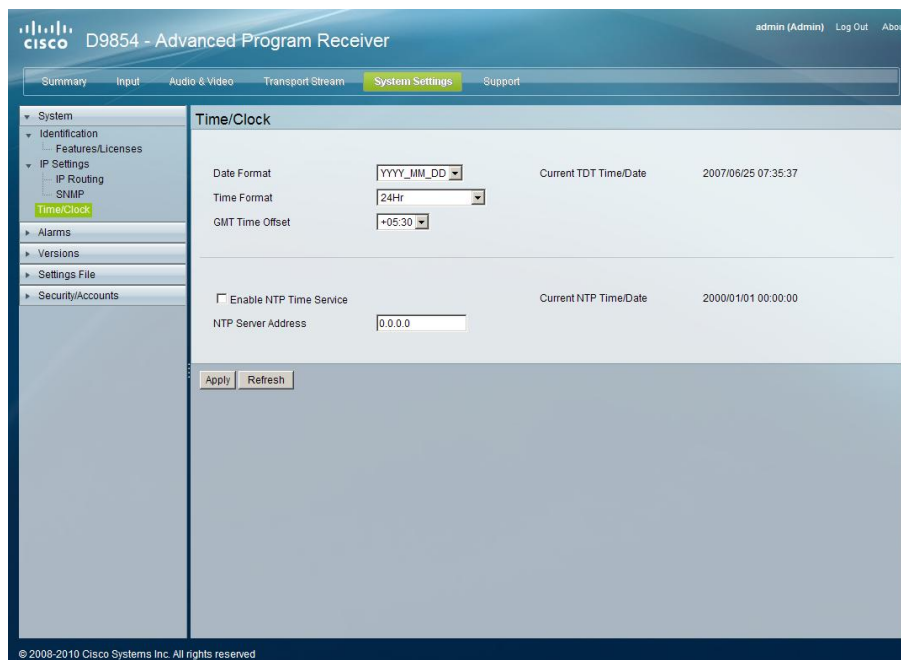 CISCO D9854 - Advanced Program Receiver
admin (Admin) Log Out
Summary Input Audio & Video Transport Stream System Settings Support
System
Identification
Features/Licenses
IP Settings
IP Routing
SNMP
Time/Clock
Alarms
Versions
Settings File
Security/Accounts
Time/Clock
Date Format YYYY_MM_DD Current TDT Time/Date 2007/06/25 07:35:37
Time Format 24Hr
GMT Time Offset +05:30
Enable NTP Time Service Current NTP Time/Date 2000/01/01 00:00:00
NTP Server Address 0.0.0.0
Apply Refresh
© 2008-2010 Cisco Systems Inc. All rights reserved